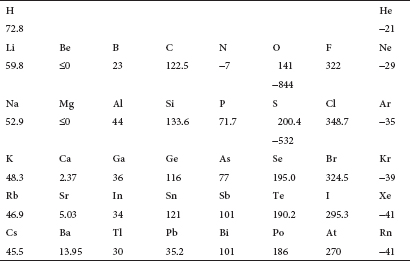 H He
72.8 –21
Li Be B C N O F Ne
59.8 ≤0 23 122.5 –7 141 322 –29
–844
Na Mg Al Si P S Cl Ar
52.9 ≤0 44 133.6 71.7 200.4 348.7 –35
–532
K Ca Ga Ge As Se Br Kr
48.3 2.37 36 116 77 195.0 324.5 –39
Rb Sr In Sn Sb Te I Xe
46.9 5.03 34 121 101 190.2 295.3 –41
Cs Ba Tl Pb Bi Po At Rn
45.5 13.95 30 35.2 101 186 270 –41